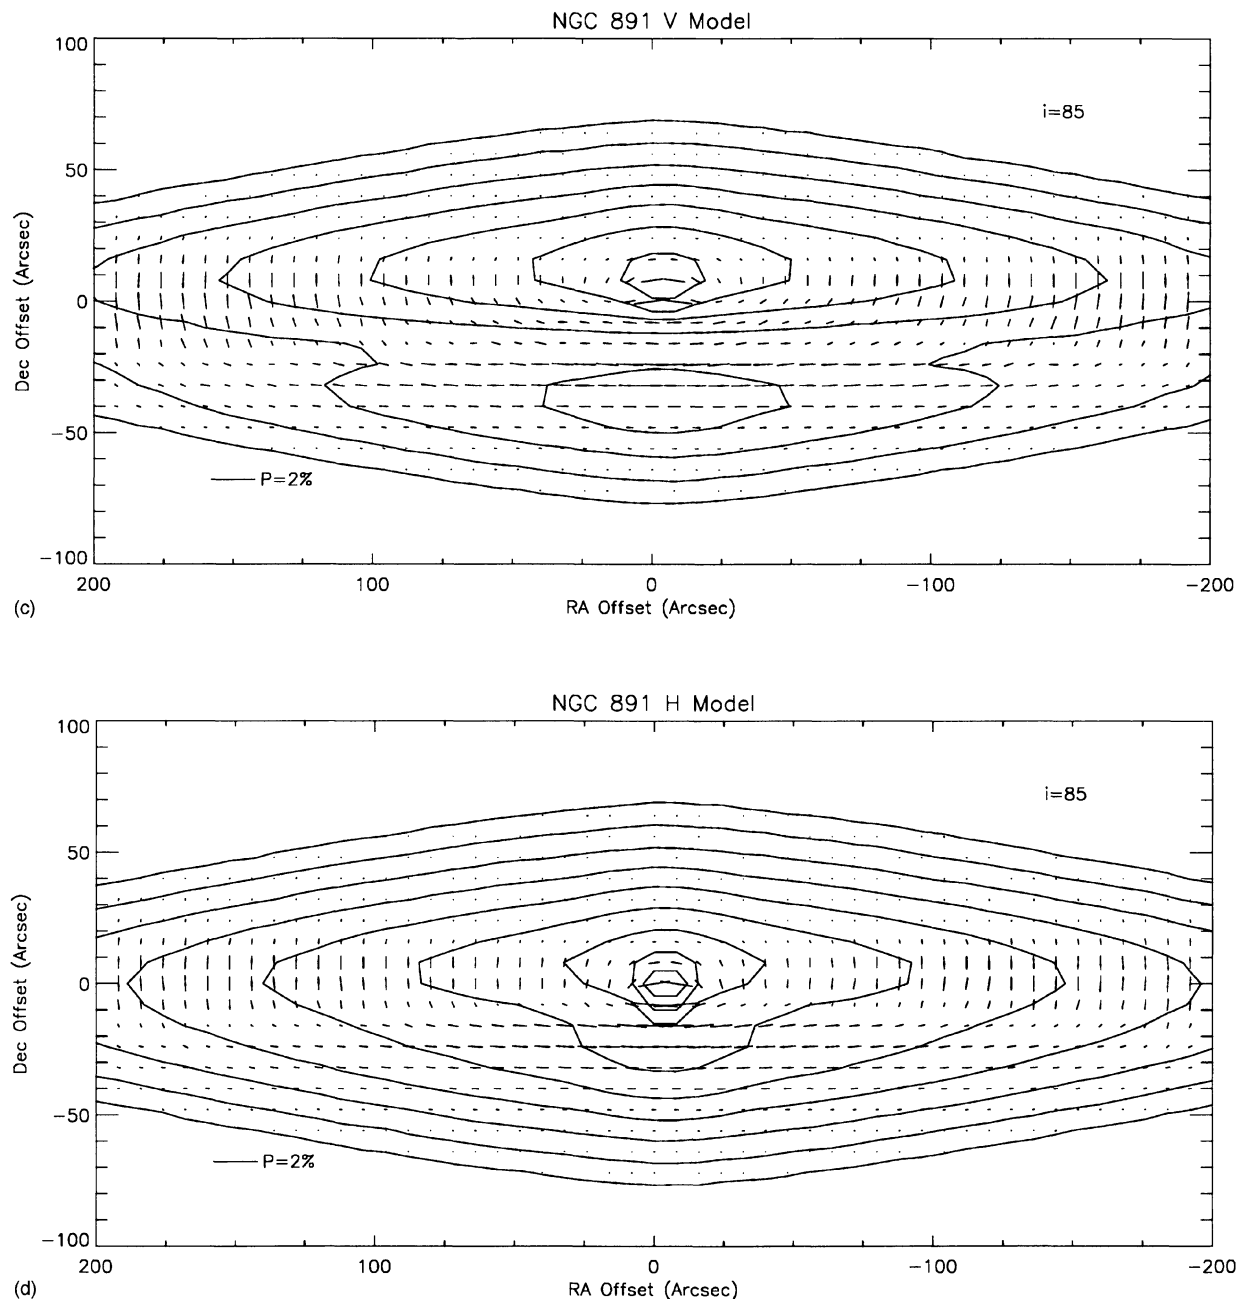 NGC 891 V Model
100
i=85
50
Dec Offset (Arcsec)
0
−50
P=2%
−100
200 100 0 −100 −200
(c)
RA Offset (Arcsec)
NGC 891 H Model
100
i=85
50
Dec Offset (Arcsec)
0
−50
P=2%
−100
200 100 0 −100 −200
(d)
RA Offset (Arcsec)